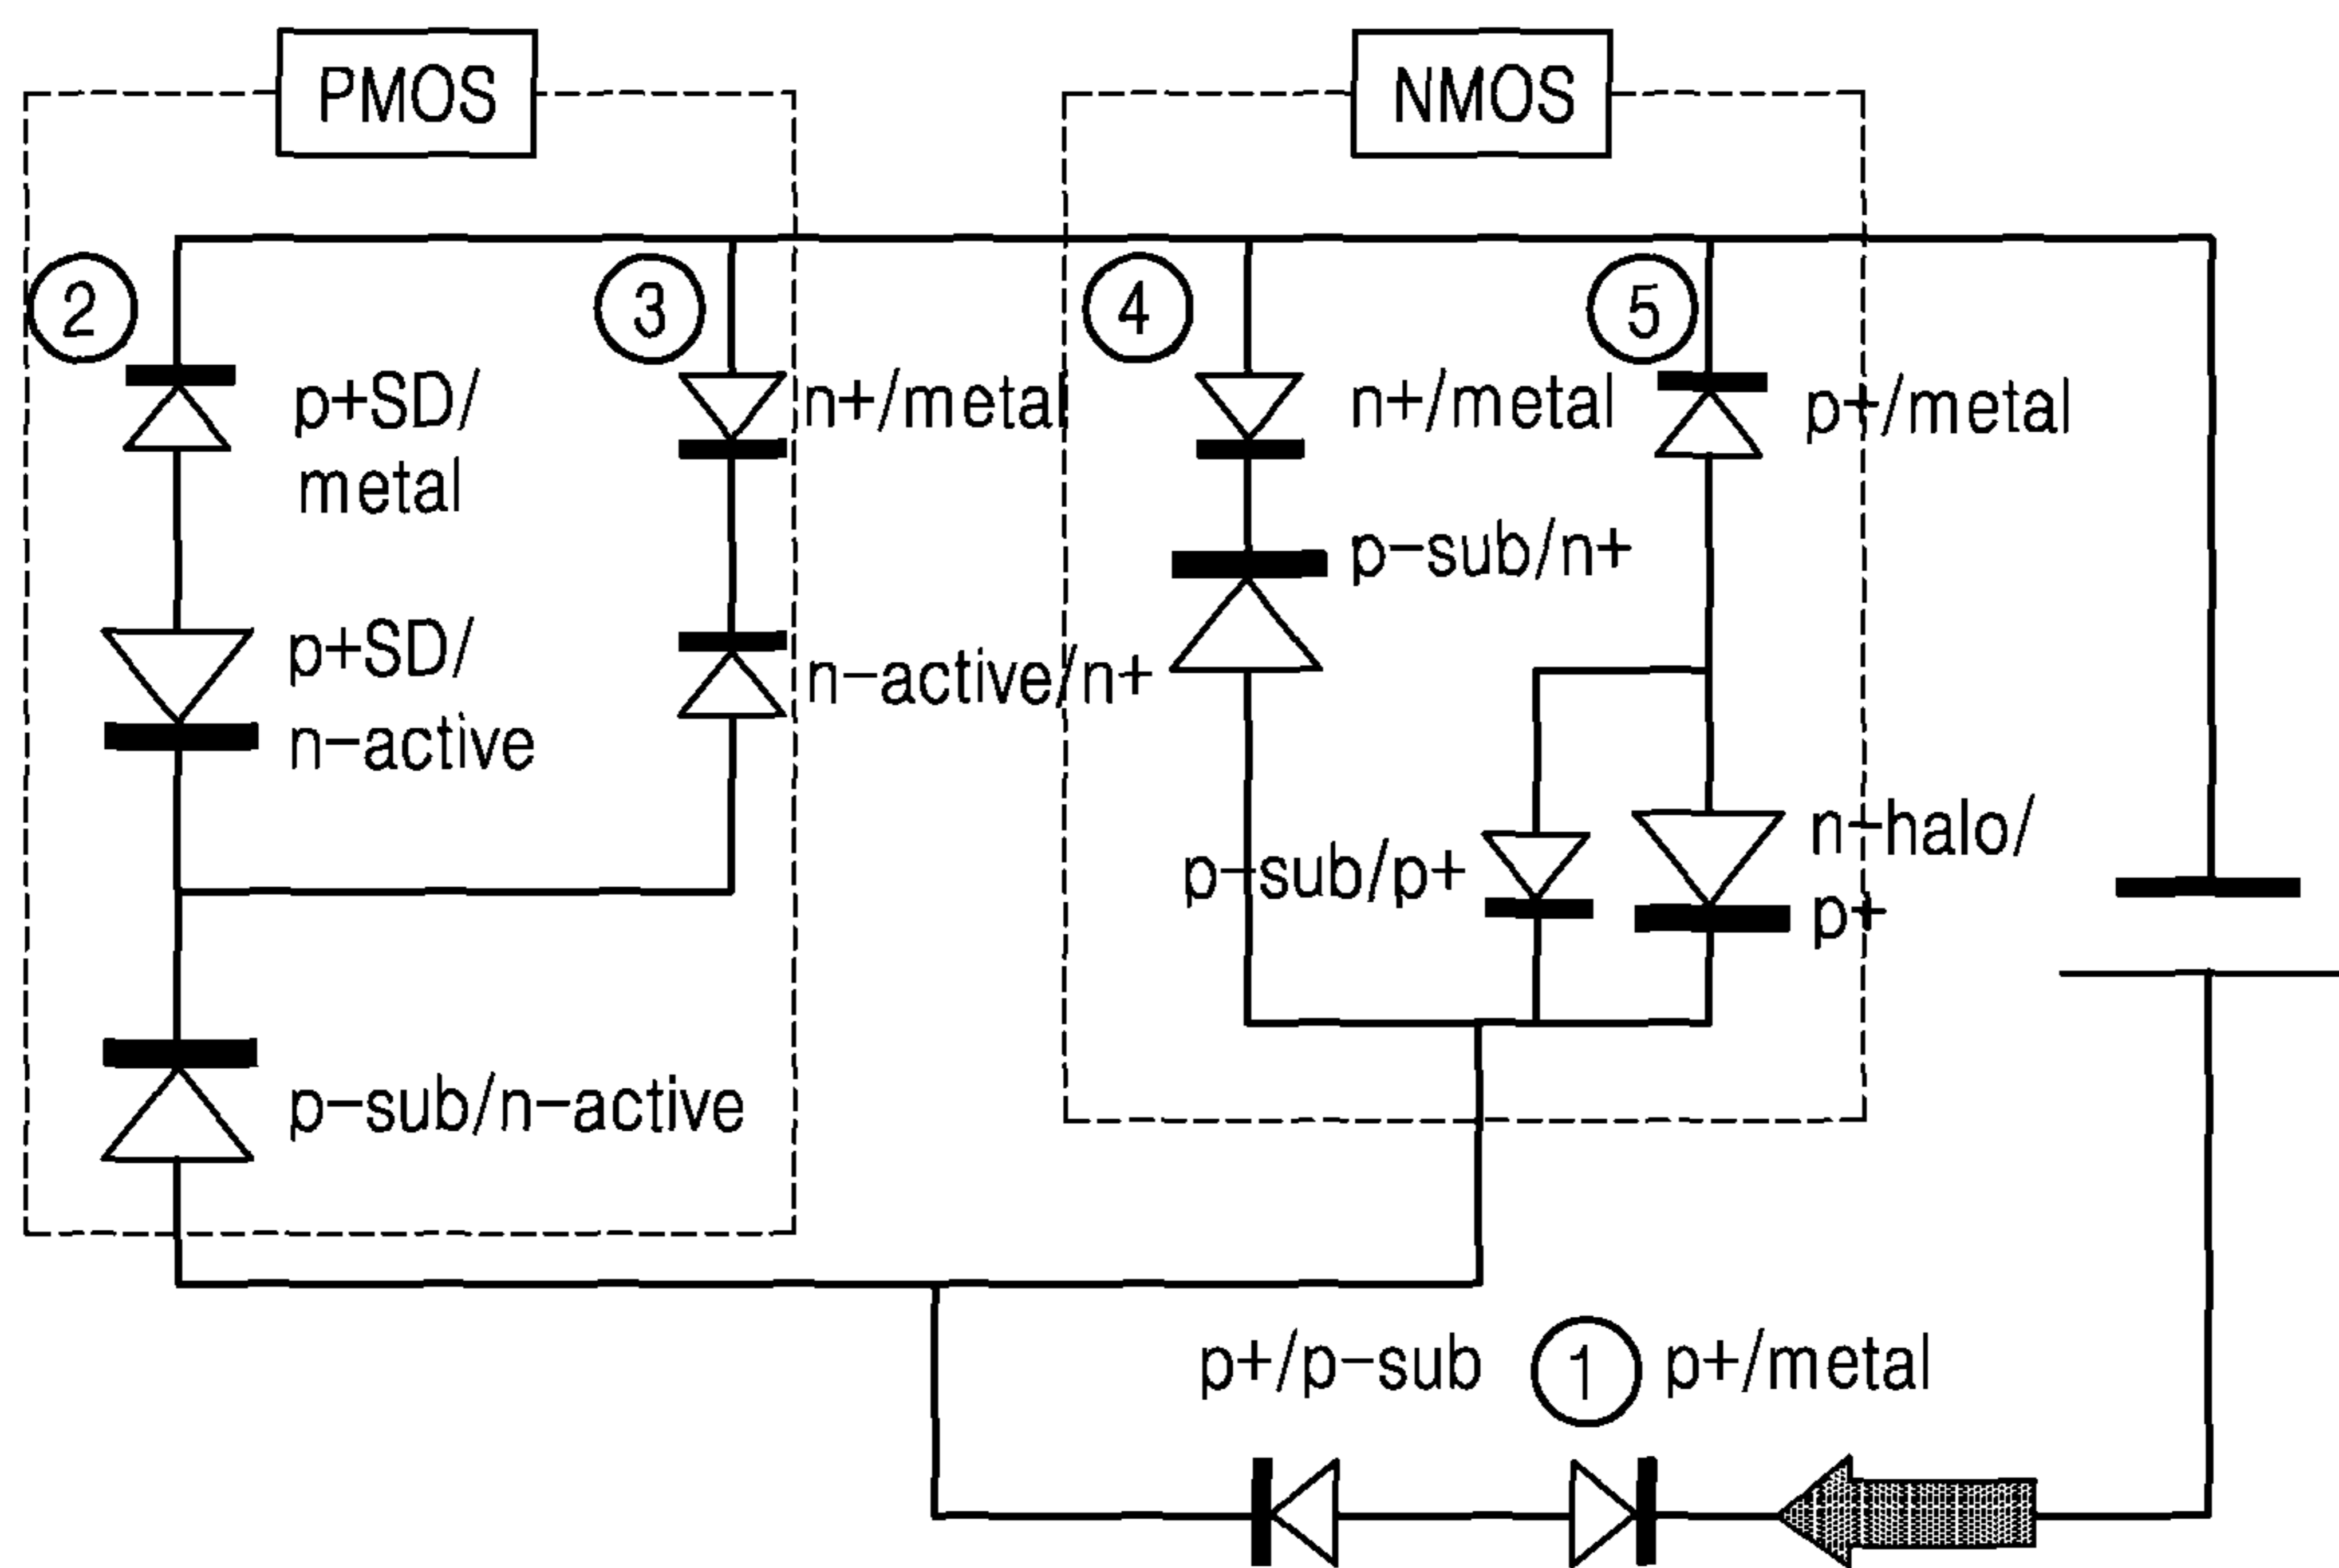 PMOS
NMOS
2
3
4
5
p+SD/
metal
n+/metal
n+/metal
p+/metal
p-sub/n+
p+SD/
n-active
n-active/n+
p-sub/p+
n-halo/
p+
p-sub/n-active
p+/p-sub
1
p+/metal